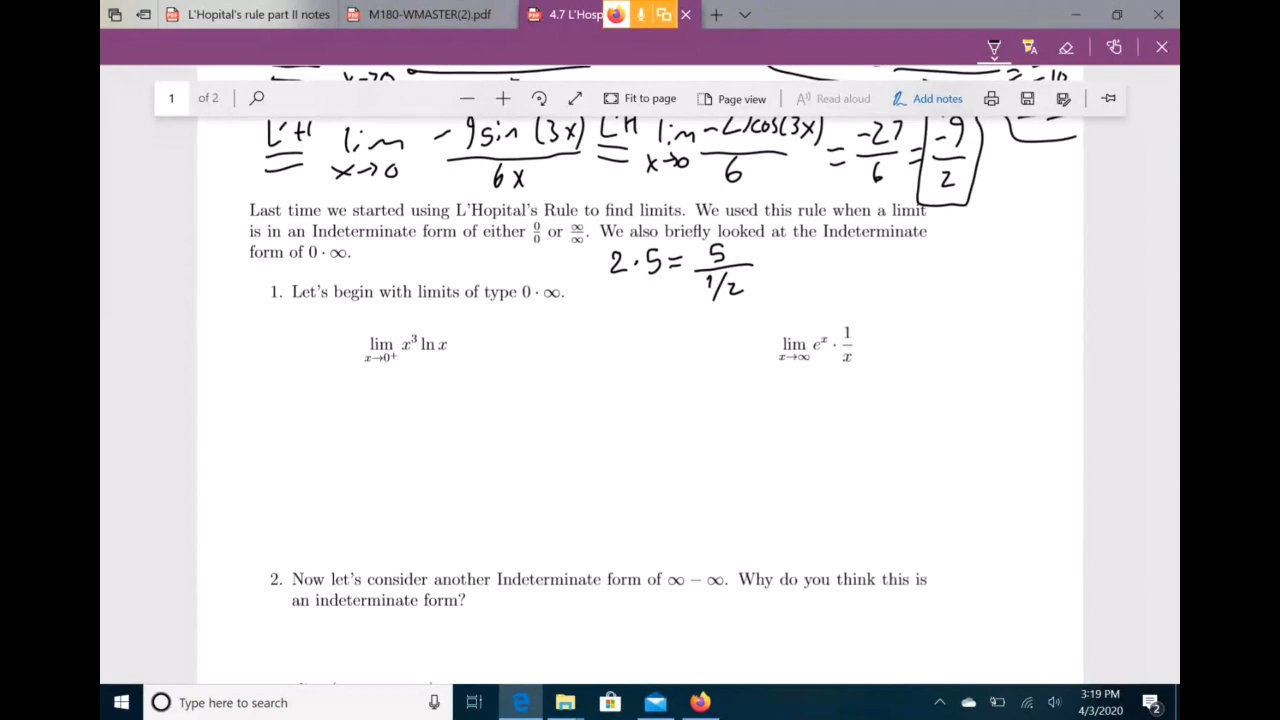 L'Hopital's rule part II notes
M180-WMASTER(2).pdf
4.7 L'Hosp
1 of 2
Fit to page
Page view
Read aloud
Add notes
= -10
L'H lim x→0 -9sin(3x) / 6x L'H = lim x→0 -27cos(3x) / 6 = -27/6 = -9/2
Last time we started using L'Hopital's Rule to find limits. We used this rule when a limit
is in an Indeterminate form of either 0/0 or ∞/∞. We also briefly looked at the Indeterminate
form of 0 · ∞.
2 · 5 = 5 / 1/2
1. Let's begin with limits of type 0 · ∞.
lim x→0⁺ x³ ln x
lim x→∞ eˣ · 1/x
2. Now let's consider another Indeterminate form of ∞ − ∞. Why do you think this is
an indeterminate form?
Type here to search
3:19 PM
4/3/2020
2